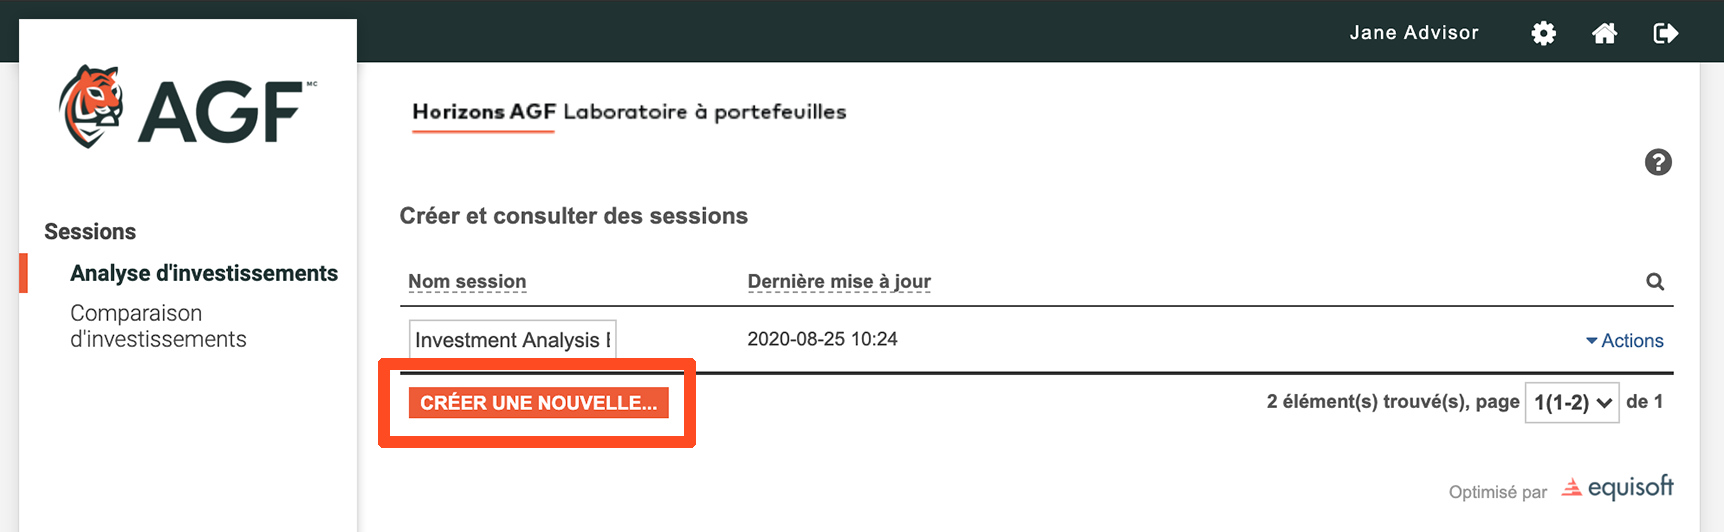 Jane Advisor
AGF MC
Horizons AGF Laboratoire à portefeuilles
?
Sessions
Analyse d'investissements
Comparaison
d'investissements
Créer et consulter des sessions
Nom session Dernière mise à jour
Investment Analysis 2020-08-25 10:24 Actions
CRÉER UNE NOUVELLE...
2 élément(s) trouvé(s), page 1(1-2) de 1
Optimisé par equisoft